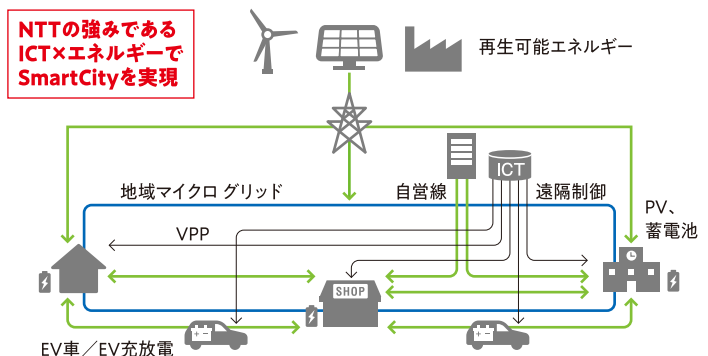 NTTの強みである
ICT×エネルギーで
SmartCityを実現
再生可能エネルギー
ICT
地域マイクログリッド
自営線
遠隔制御
PV、
蓄電池
VPP
SHOP
EV車／EV充放電